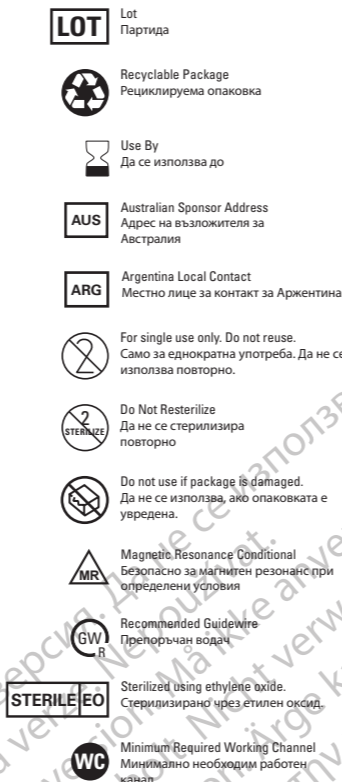 LOT
Lot
Партида
Recyclable Package
Рециклируема опаковка
Use By
Да се използва до
AUS
Australian Sponsor Address
Адрес на възложителя за
Австралия
ARG
Argentina Local Contact
Местно лице за контакт за Аржентина
2
For single use only. Do not reuse.
Само за еднократна употреба. Да не се
използва повторно.
2
STERILIZE
Do Not Resterilize
Да не се стерилизира
повторно
Do not use if package is damaged.
Да не се използва, ако опаковката е
увредена.
MR
Magnetic Resonance Conditional
Безопасно за магнитен резонанс при
определени условия
GW
R
Recommended Guidewire
Препоръчан водач
STERILE EO
Sterilized using ethylene oxide.
Стерилизирано чрез етилен оксид.
WC
Minimum Required Working Channel
Минимално необходим работен
канал